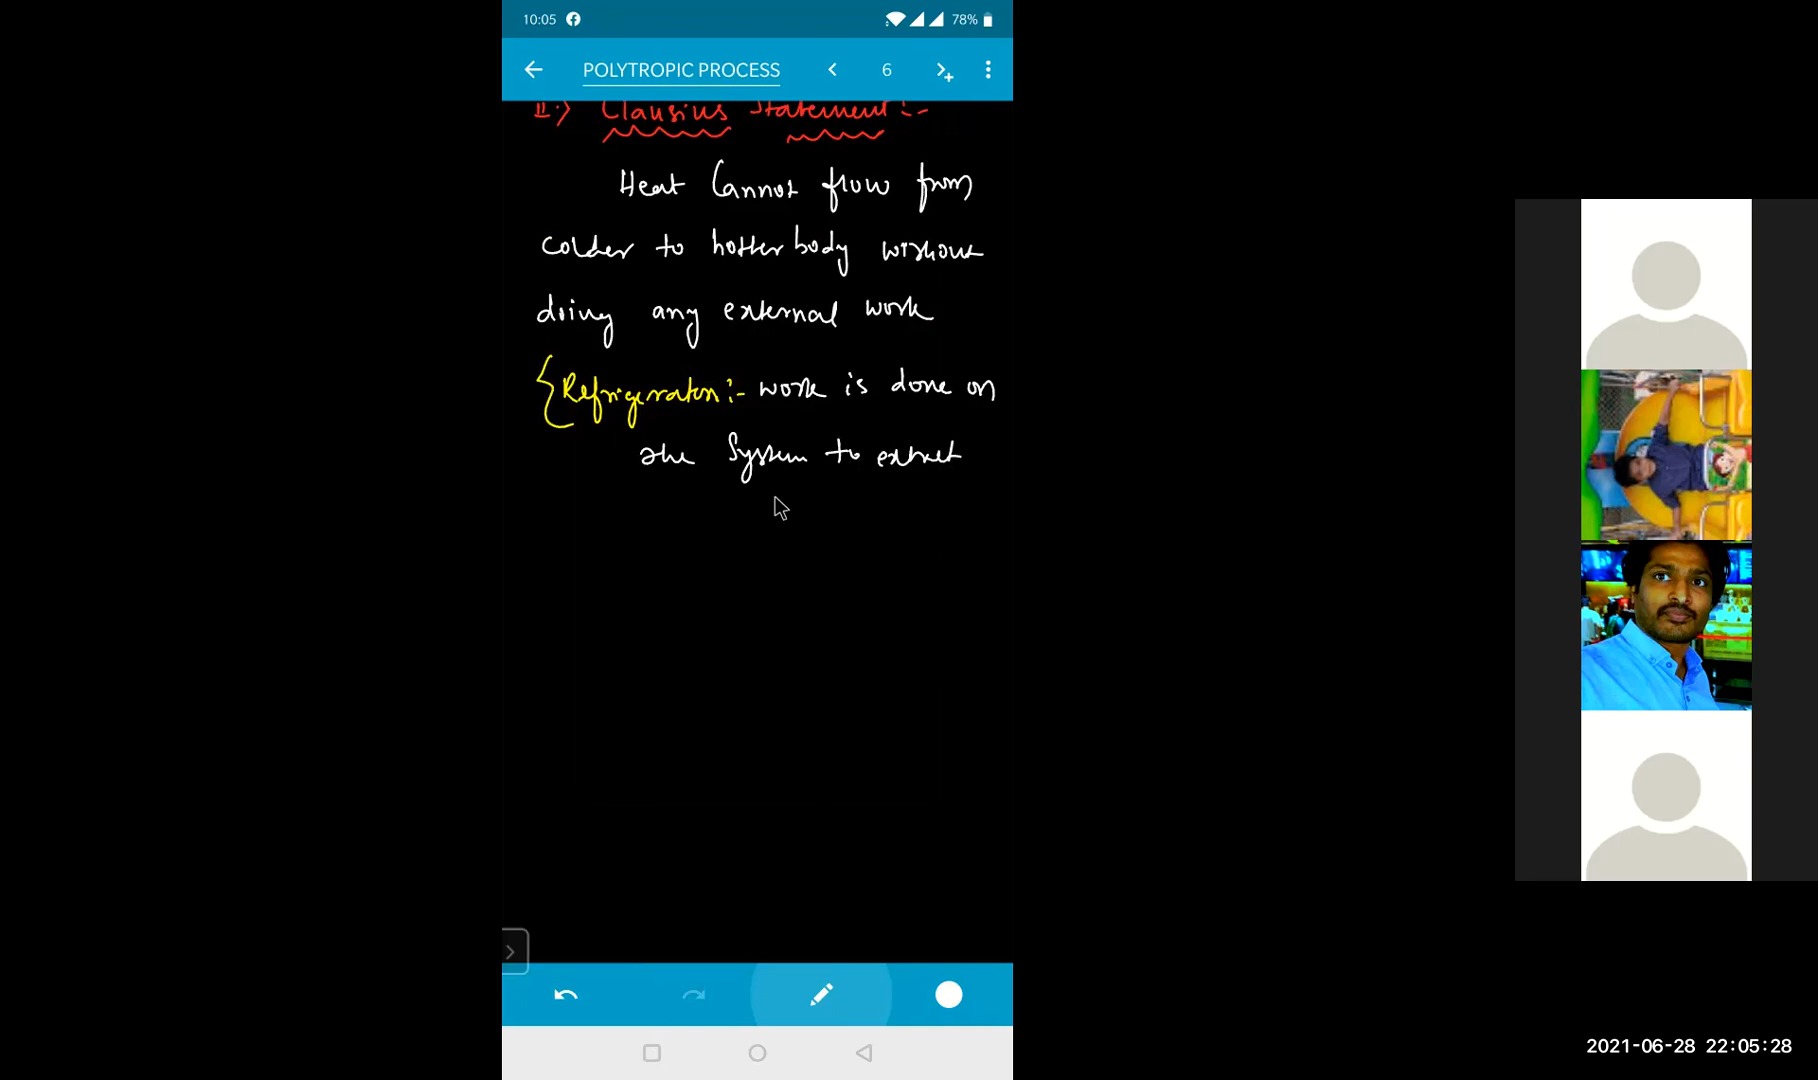 10:05 78%
POLYTROPIC PROCESS 6
II:) Clausius Statement:-
Heat Cannot flow from
colder to hotter body without
doing any external work
{Refrigerator:- work is done on
the System to extract
2021-06-28 22:05:28